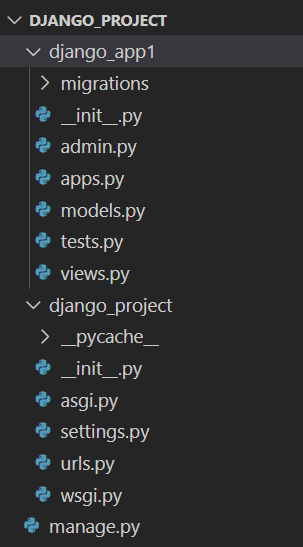 DJANGO_PROJECT
django_app1
migrations
__init__.py
admin.py
apps.py
models.py
tests.py
views.py
django_project
__pycache__
__init__.py
asgi.py
settings.py
urls.py
wsgi.py
manage.py